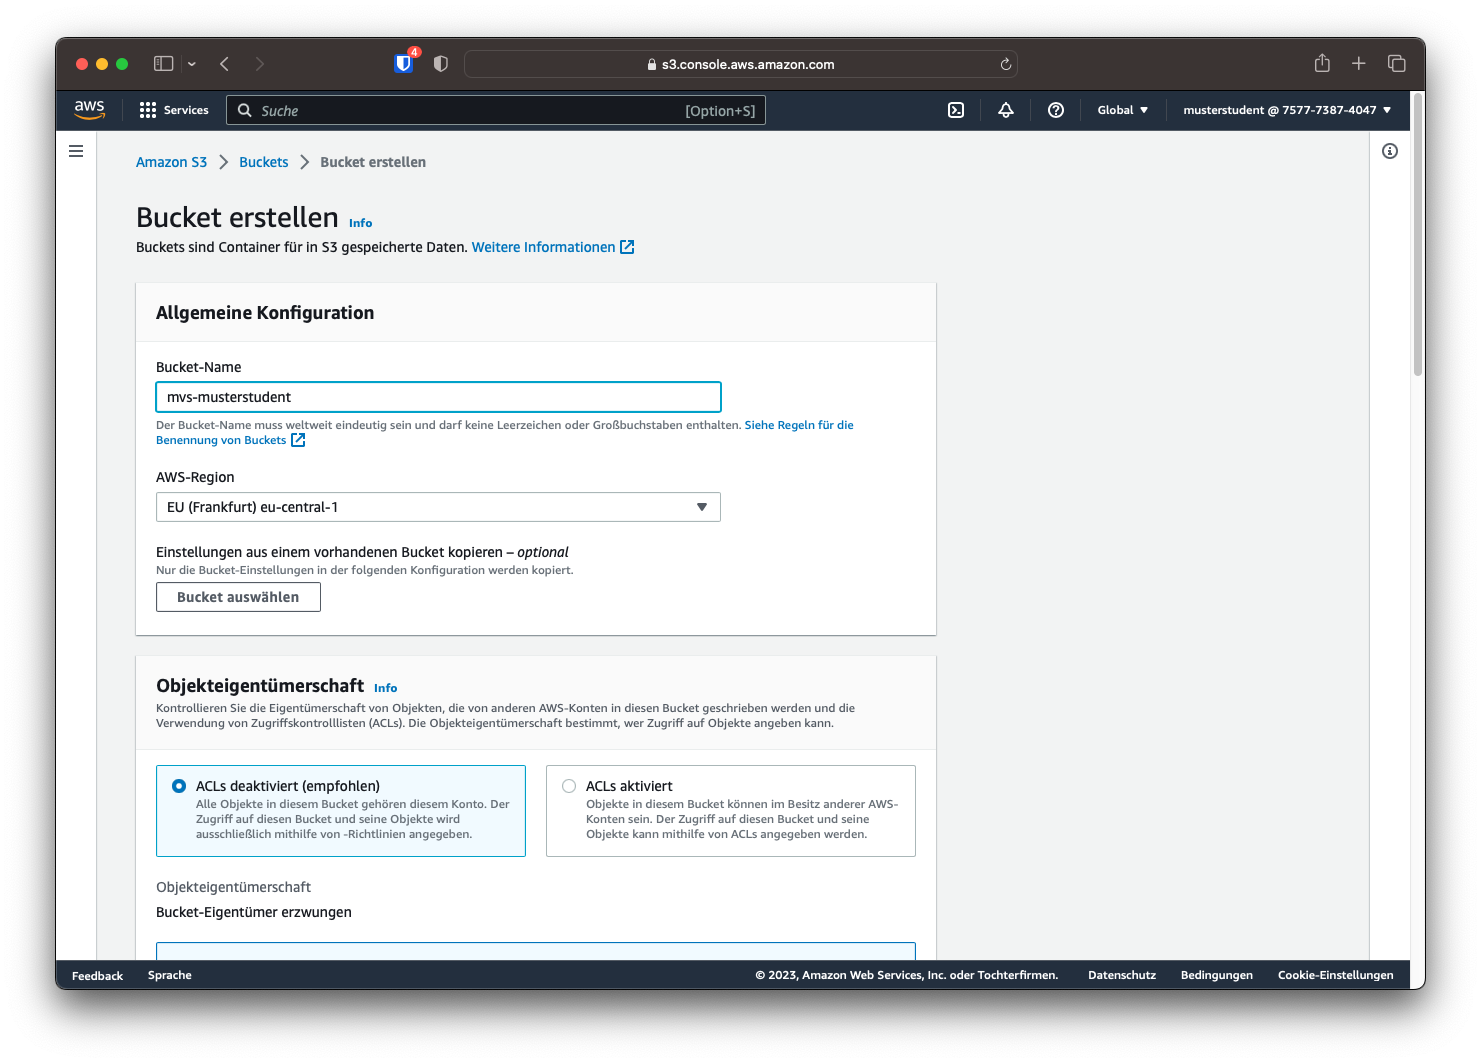 4
s3.console.aws.amazon.com
aws
Services
Suche
[Option+S]
Global
musterstudent @ 7577-7387-4047
Amazon S3
Buckets
Bucket erstellen
Bucket erstellen Info
Buckets sind Container für in S3 gespeicherte Daten. Weitere Informationen
Allgemeine Konfiguration
Bucket-Name
mvs-musterstudent
Der Bucket-Name muss weltweit eindeutig sein und darf keine Leerzeichen oder Großbuchstaben enthalten. Siehe Regeln für die
Benennung von Buckets
AWS-Region
EU (Frankfurt) eu-central-1
Einstellungen aus einem vorhandenen Bucket kopieren – optional
Nur die Bucket-Einstellungen in der folgenden Konfiguration werden kopiert.
Bucket auswählen
Objekteigentümerschaft Info
Kontrollieren Sie die Eigentümerschaft von Objekten, die von anderen AWS-Konten in diesen Bucket geschrieben werden und die
Verwendung von Zugriffskontrolllisten (ACLs). Die Objekteigentümerschaft bestimmt, wer Zugriff auf Objekte angeben kann.
ACLs deaktiviert (empfohlen)
Alle Objekte in diesem Bucket gehören diesem Konto. Der
Zugriff auf diesen Bucket und seine Objekte wird
ausschließlich mithilfe von -Richtlinien angegeben.
ACLs aktiviert
Objekte in diesem Bucket können im Besitz anderer AWS-
Konten sein. Der Zugriff auf diesen Bucket und seine
Objekte kann mithilfe von ACLs angegeben werden.
Objekteigentümerschaft
Bucket-Eigentümer erzwungen
Feedback
Sprache
© 2023, Amazon Web Services, Inc. oder Tochterfirmen.
Datenschutz
Bedingungen
Cookie-Einstellungen